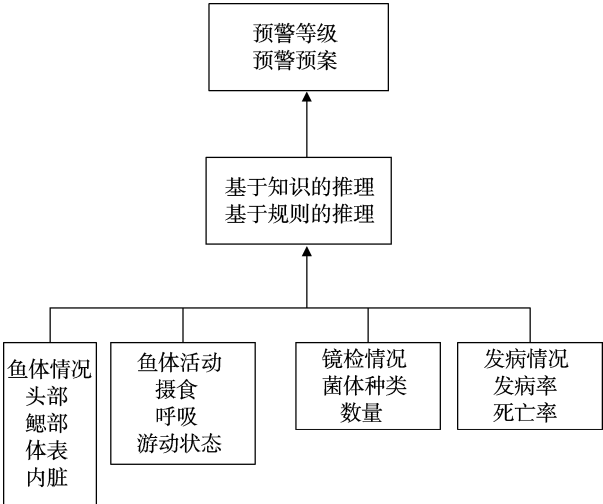 预警等级
预警预案
基于知识的推理
基于规则的推理
鱼体情况
头部
鳃部
体表
内脏
鱼体活动
摄食
呼吸
游动状态
镜检情况
菌体种类
数量
发病情况
发病率
死亡率